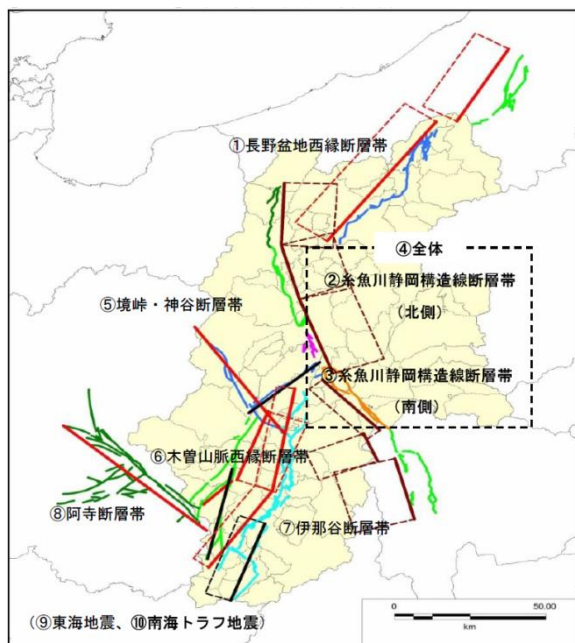 ①長野盆地西縁断層帯
④全体
②糸魚川静岡構造線断層帯
（北側）
⑤境峠・神谷断層帯
③糸魚川静岡構造線断層帯
（南側）
⑥木曽山脈西縁断層帯
⑧阿寺断層帯
⑦伊那谷断層帯
0.00 50.00
km
（⑨東海地震、⑩南海トラフ地震）